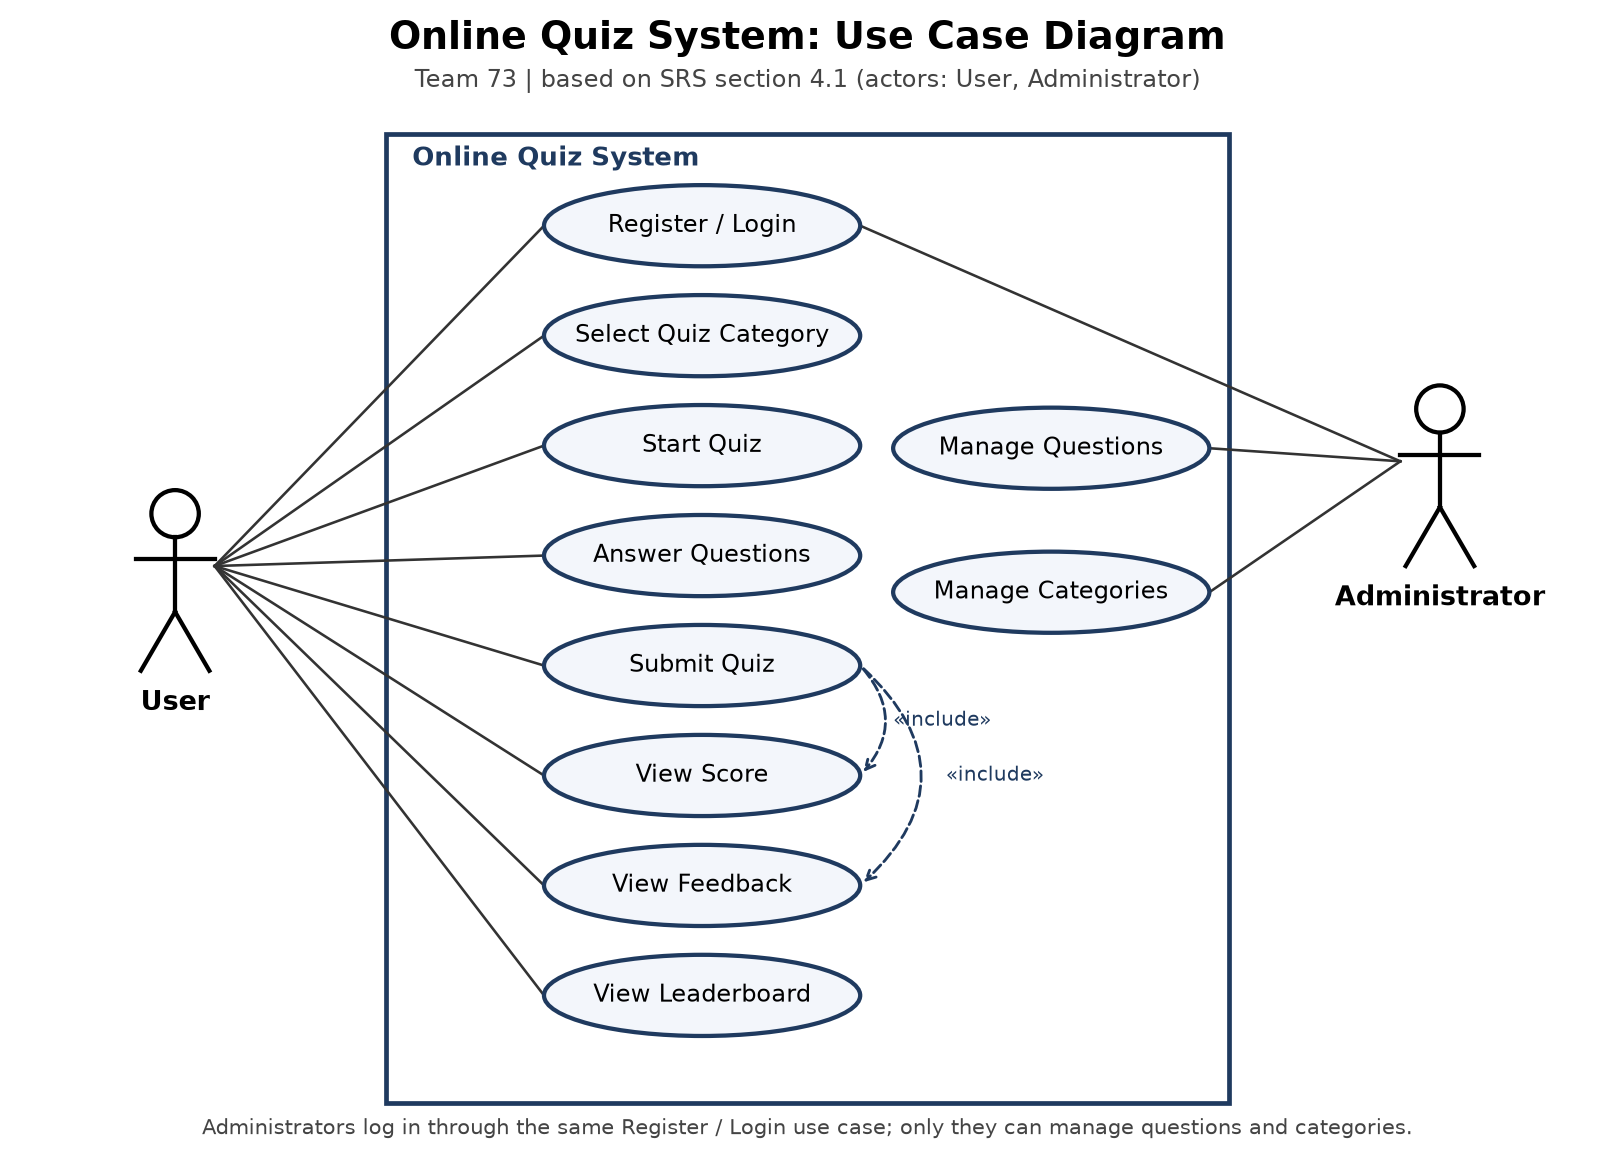 Online Quiz System: Use Case Diagram
Team 73 | based on SRS section 4.1 (actors: User, Administrator)
Online Quiz System
Register / Login
Select Quiz Category
Start Quiz
Manage Questions
Answer Questions
Manage Categories
Administrator
Submit Quiz
User
«include»
View Score
«include»
View Feedback
View Leaderboard
Administrators log in through the same Register / Login use case; only they can manage questions and categories.